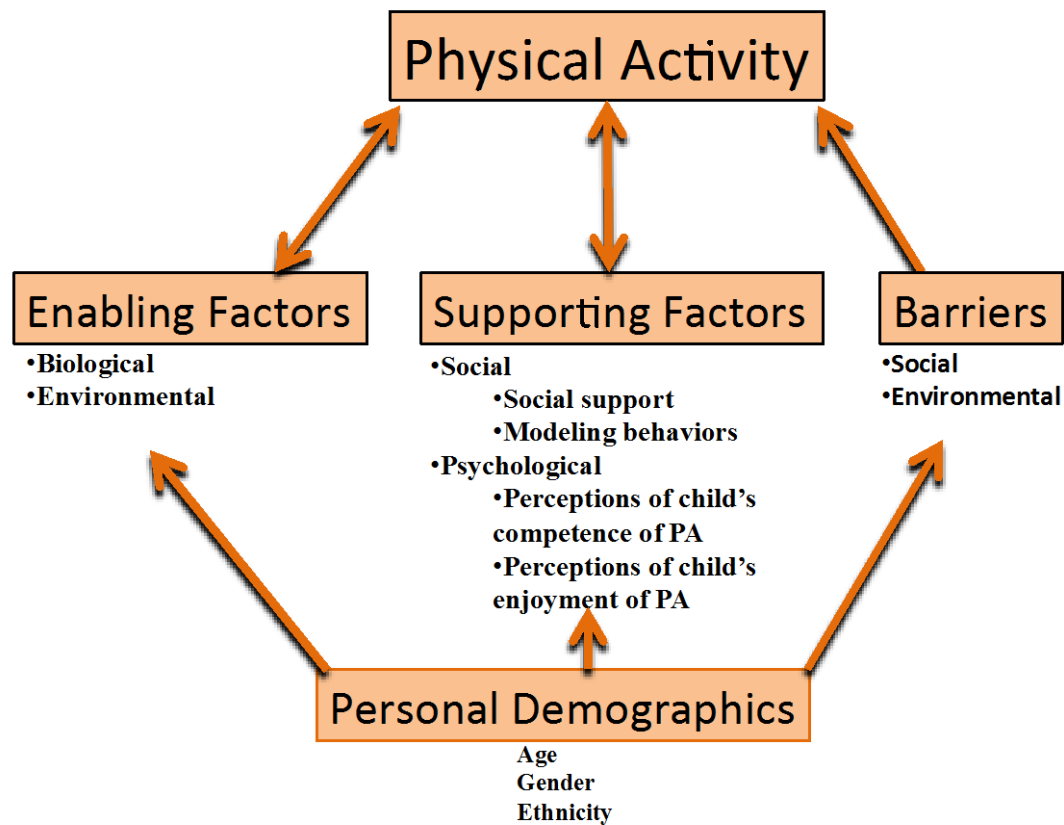 Physical Activity
Enabling Factors
•Biological
•Environmental
Supporting Factors
•Social
•Social support
•Modeling behaviors
•Psychological
•Perceptions of child’s
competence of PA
•Perceptions of child’s
enjoyment of PA
Barriers
•Social
•Environmental
Personal Demographics
Age
Gender
Ethnicity